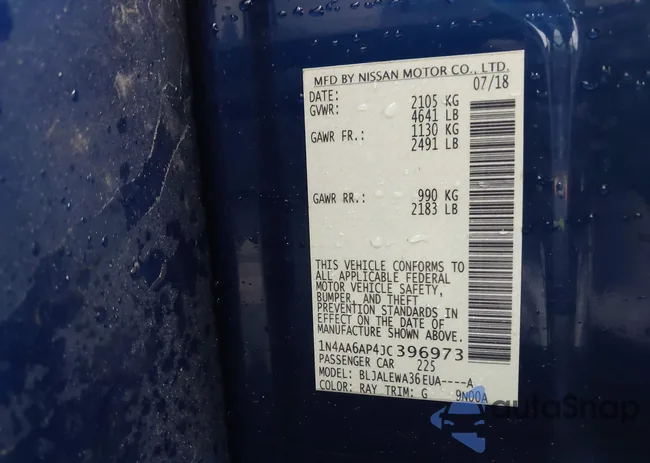 MFD BY NISSAN MOTOR CO., LTD.
DATE: 07/18
GVWR: 2105 KG
4641 LB
GAWR FR.: 1130 KG
2491 LB
GAWR RR.: 990 KG
2183 LB
THIS VEHICLE CONFORMS TO
ALL APPLICABLE FEDERAL
MOTOR VEHICLE SAFETY,
BUMPER, AND THEFT
PREVENTION STANDARDS IN
EFFECT ON THE DATE OF
MANUFACTURE SHOWN ABOVE.
1N4AA6AP4JC396973
PASSENGER CAR 225
MODEL: BLJALEWA36EUA----A
COLOR: RAY TRIM: G 9N00A
autoSnap